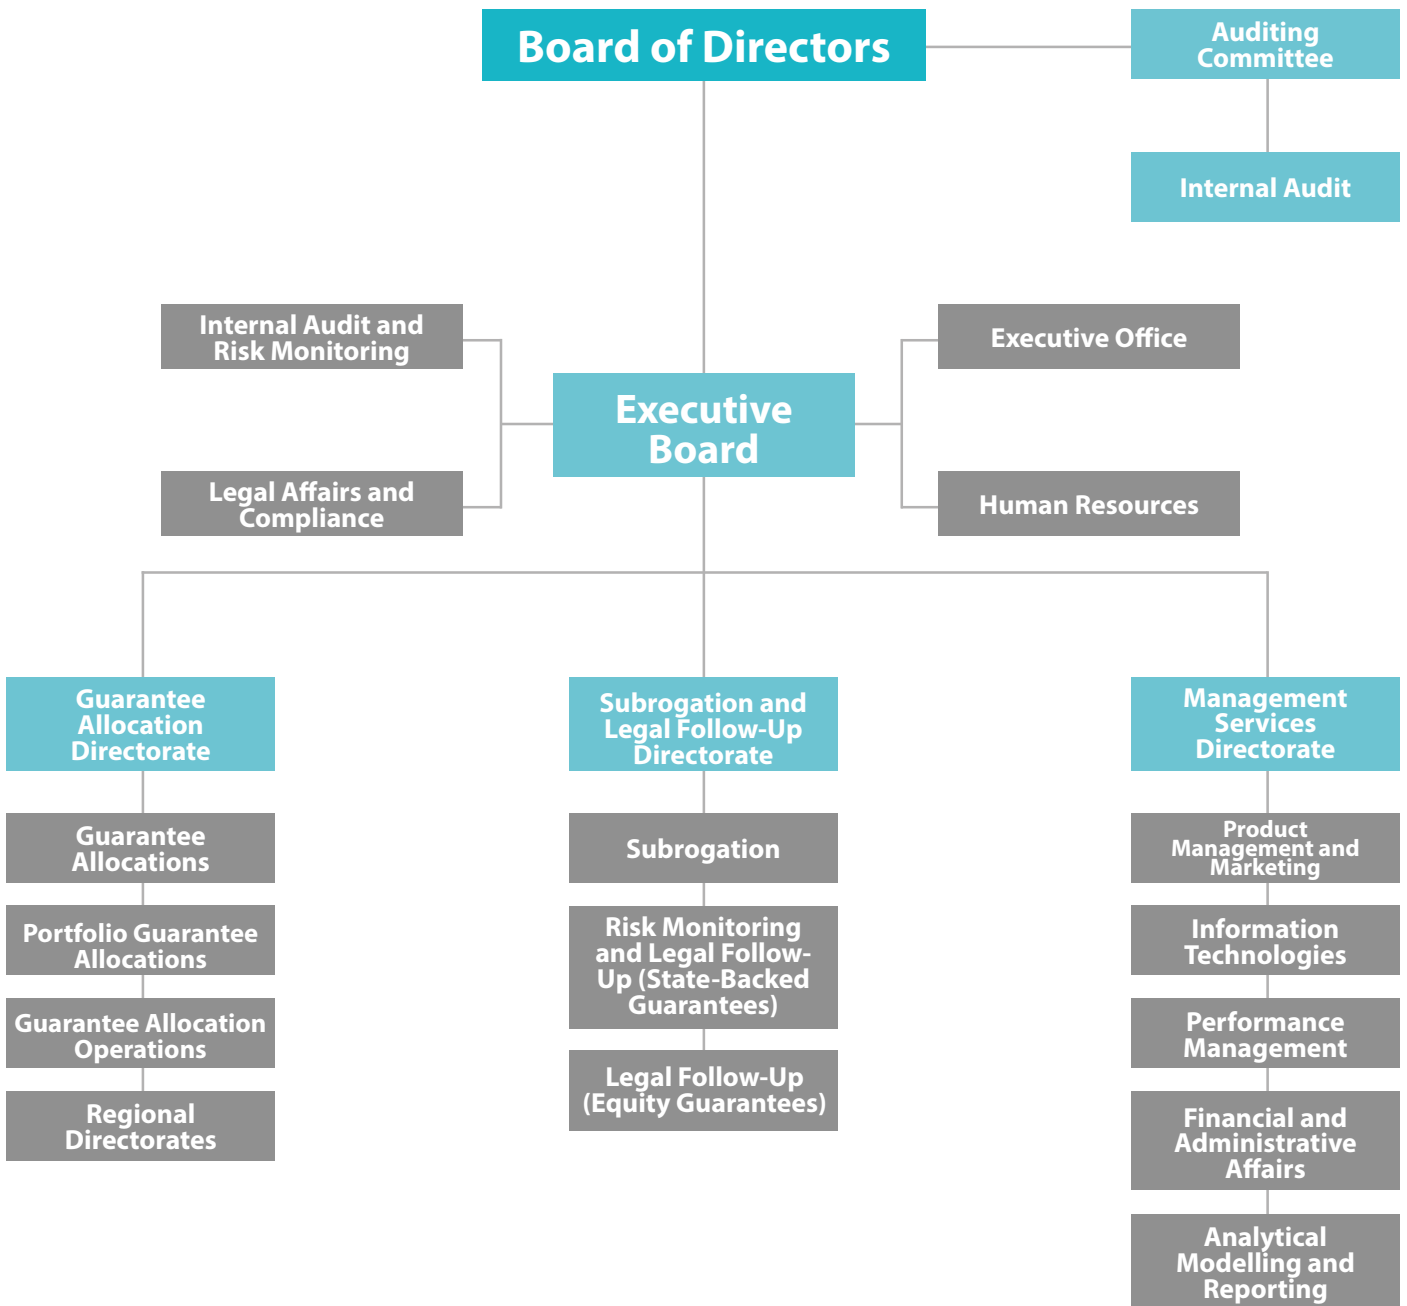 Board of Directors
Auditing
Committee
Internal Audit
Internal Audit and
Risk Monitoring
Executive Office
Executive
Board
Legal Affairs and
Compliance
Human Resources
Guarantee
Allocation
Directorate
Guarantee
Allocations
Portfolio Guarantee
Allocations
Guarantee Allocation
Operations
Regional
Directorates
Subrogation and
Legal Follow-Up
Directorate
Subrogation
Risk Monitoring
and Legal Follow-
Up (State-Backed
Guarantees)
Legal Follow-Up
(Equity Guarantees)
Management
Services
Directorate
Product
Management and
Marketing
Information
Technologies
Performance
Management
Financial and
Administrative
Affairs
Analytical
Modelling and
Reporting